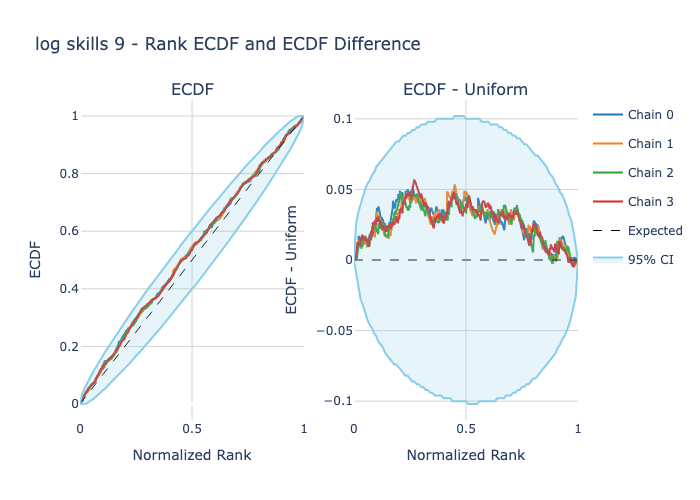 log skills 9 - Rank ECDF and ECDF Difference
ECDF
ECDF - Uniform
1
0.8
0.6
0.4
0.2
0
ECDF
0
0.5
1
Normalized Rank
0.1
0.05
0
−0.05
−0.1
ECDF - Uniform
0
0.5
1
Normalized Rank
Chain 0
Chain 1
Chain 2
Chain 3
Expected
95% CI